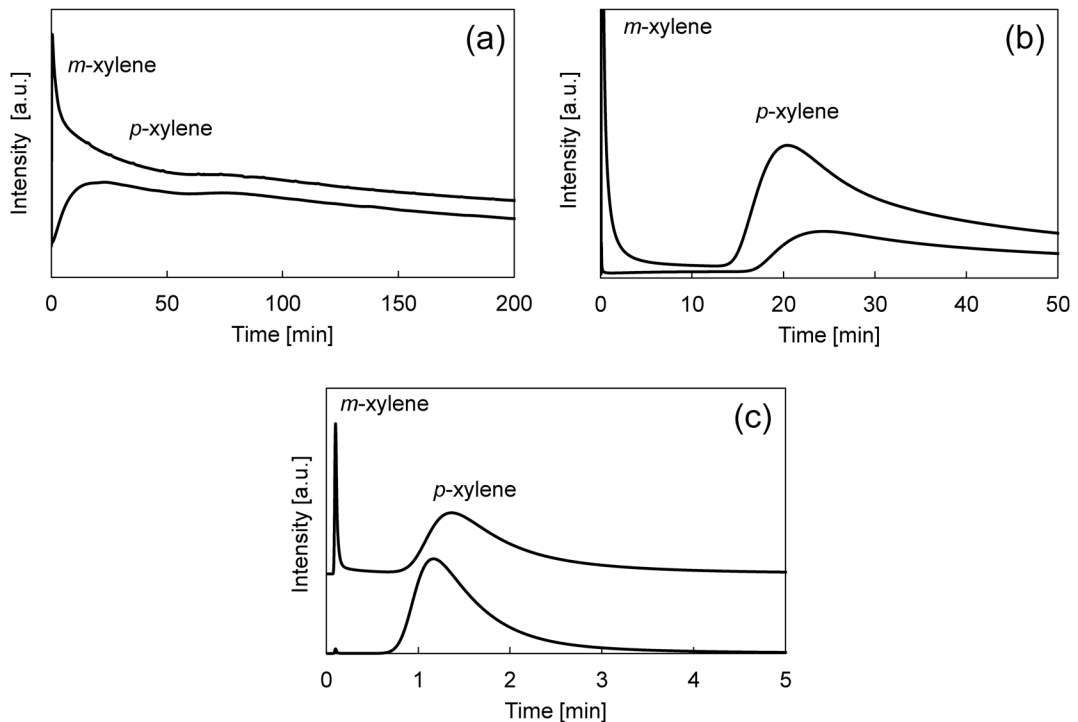 (a)
m-xylene
p-xylene
Intensity [a.u.]
0 50 100 150 200
Time [min]
(b)
m-xylene
p-xylene
Intensity [a.u.]
0 10 20 30 40 50
Time [min]
(c)
m-xylene
p-xylene
Intensity [a.u.]
0 1 2 3 4 5
Time [min]